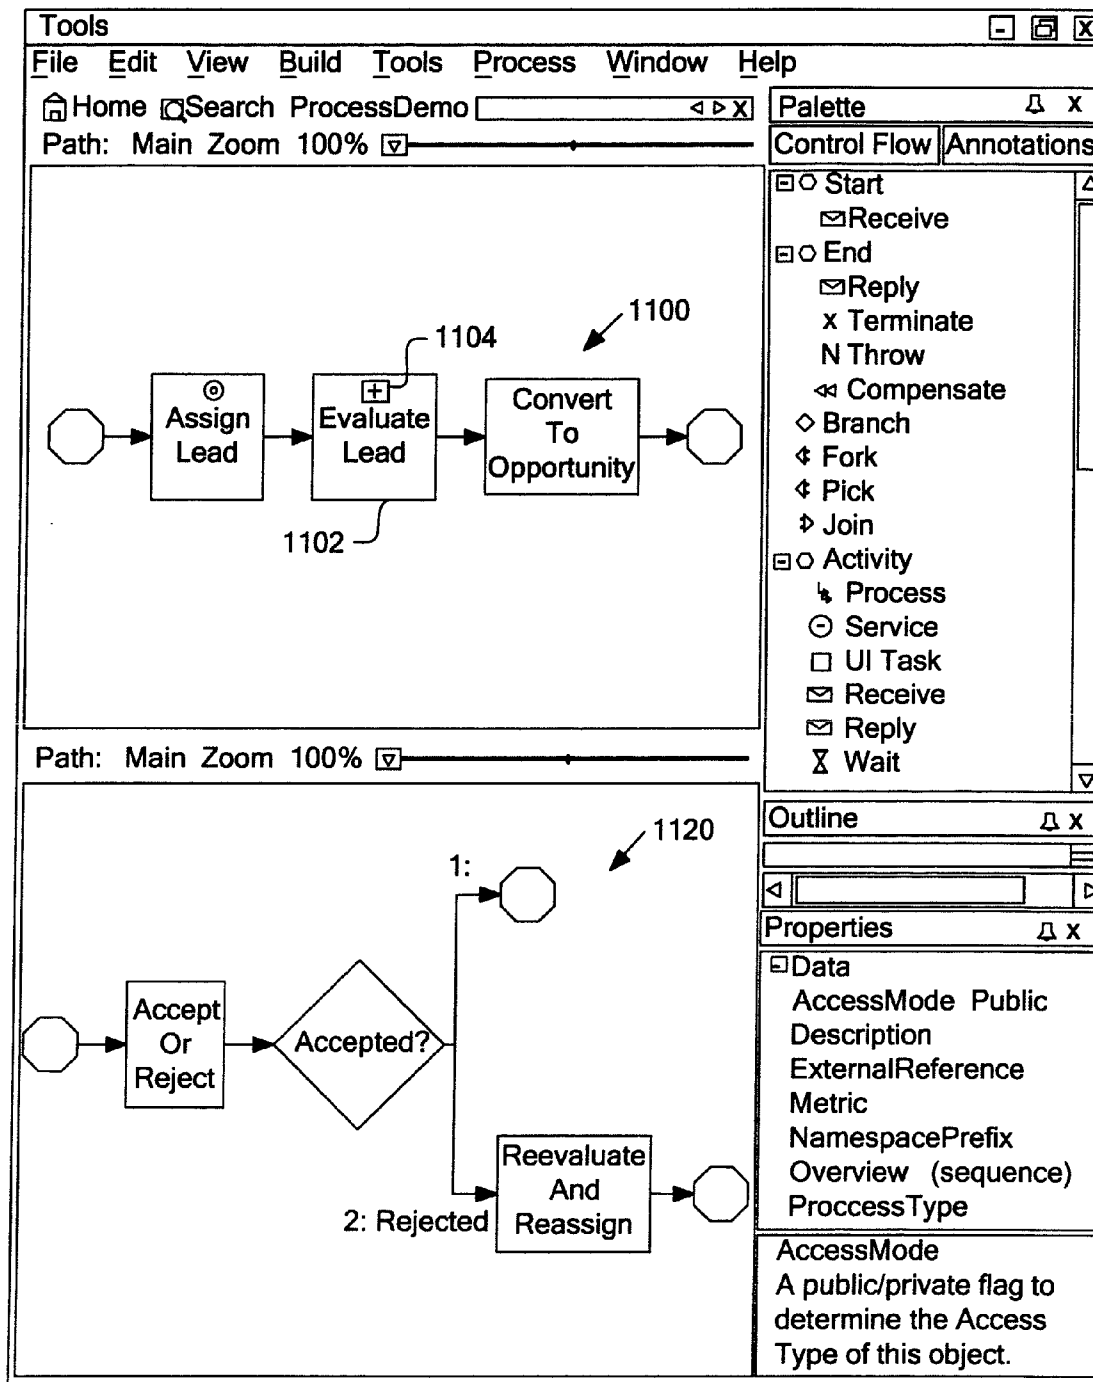 Tools
File Edit View Build Tools Process Window Help
Home Search ProcessDemo
Path: Main Zoom 100%
Palette
Control Flow Annotations
Start
Receive
End
Reply
X Terminate
N Throw
Compensate
Branch
Fork
Pick
Join
Activity
Process
Service
UI Task
Receive
Reply
Wait
1100
1104
Assign
Lead
Evaluate
Lead
Convert
To
Opportunity
1102
Path: Main Zoom 100%
1120
1:
Accept
Or
Reject
Accepted?
2: Rejected
Reevaluate
And
Reassign
Outline
Properties
Data
AccessMode Public
Description
ExternalReference
Metric
NamespacePrefix
Overview (sequence)
ProccessType
AccessMode
A public/private flag to
determine the Access
Type of this object.